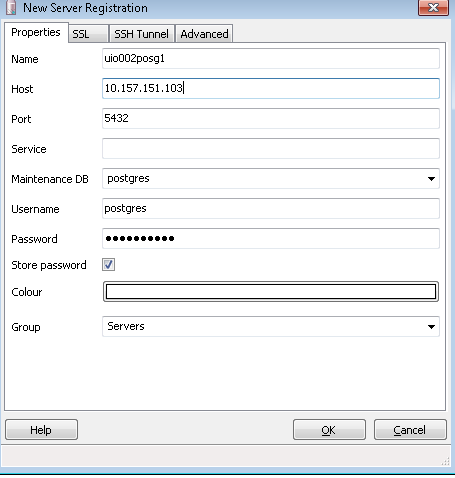 New Server Registration
Properties SSL SSH Tunnel Advanced
Name uio002posg1
Host 10.157.151.103
Port 5432
Service
Maintenance DB postgres
Username postgres
Password ●●●●●●●●●●
Store password
Colour
Group Servers
Help OK Cancel